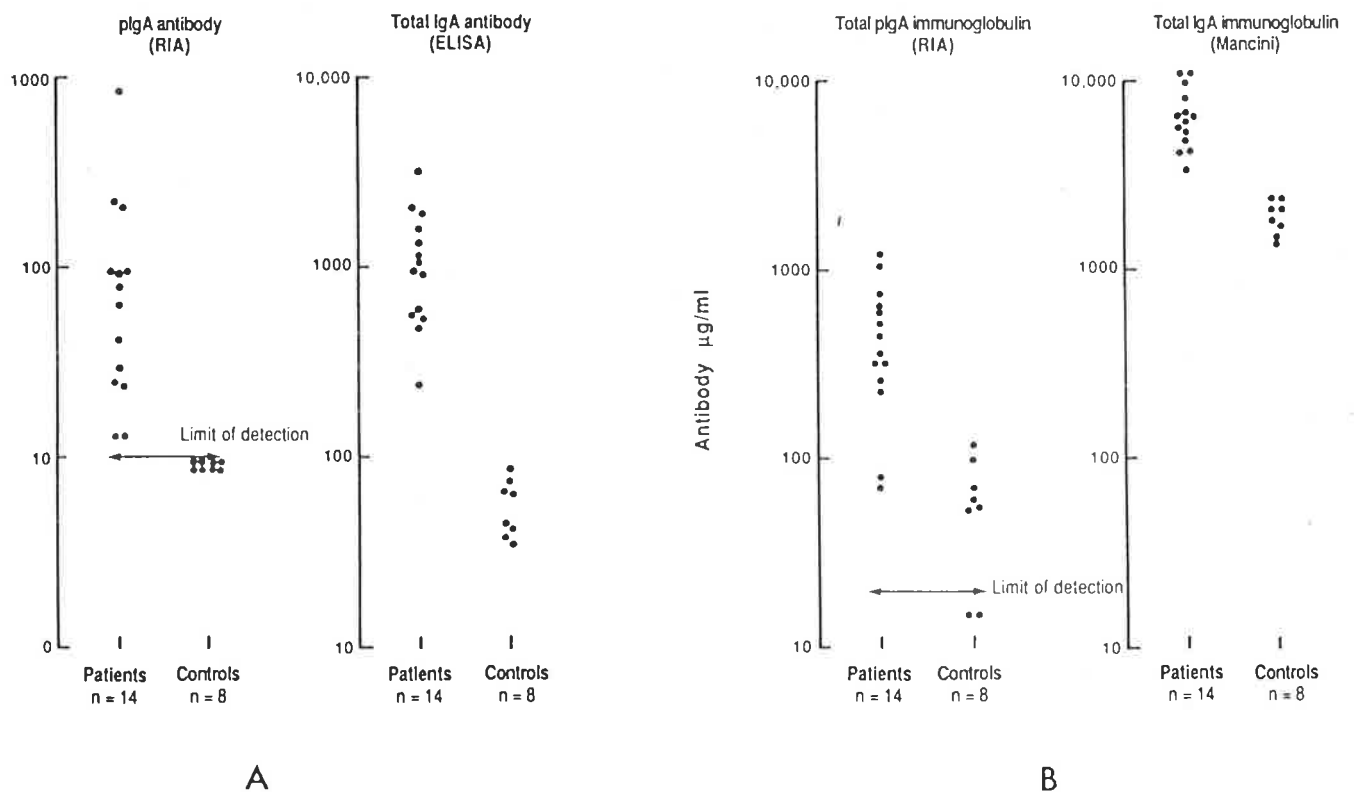 pIgA antibody
(RIA)
1000
100
10
0
Limit of detection
Patients
n = 14
Controls
n = 8
Total IgA antibody
(ELISA)
10,000
1000
100
10
Patients
n = 14
Controls
n = 8
A
Antibody µg/ml
Total pIgA immunoglobulin
(RIA)
10,000
1000
100
10
Limit of detection
Patients
n = 14
Controls
n = 8
Total IgA immunoglobulin
(Mancini)
10,000
1000
100
10
Patients
n = 14
Controls
n = 8
B